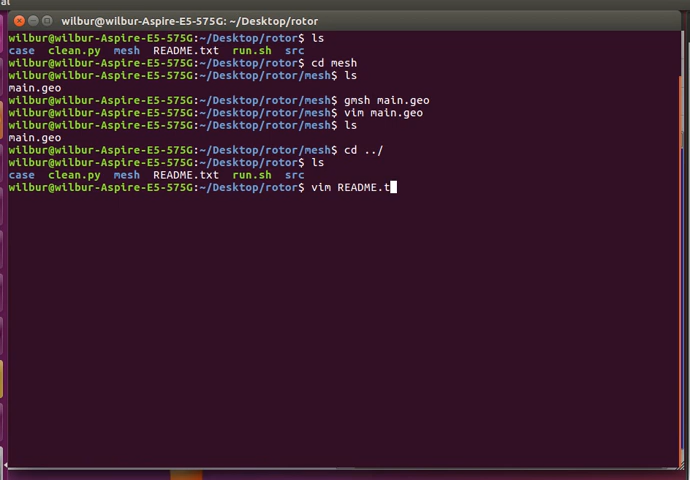 al
wilbur@wilbur-Aspire-E5-575G: ~/Desktop/rotor
wilbur@wilbur-Aspire-E5-575G:~/Desktop/rotor$ ls
case clean.py mesh README.txt run.sh src
wilbur@wilbur-Aspire-E5-575G:~/Desktop/rotor$ cd mesh
wilbur@wilbur-Aspire-E5-575G:~/Desktop/rotor/mesh$ ls
main.geo
wilbur@wilbur-Aspire-E5-575G:~/Desktop/rotor/mesh$ gmsh main.geo
wilbur@wilbur-Aspire-E5-575G:~/Desktop/rotor/mesh$ vim main.geo
wilbur@wilbur-Aspire-E5-575G:~/Desktop/rotor/mesh$ ls
main.geo
wilbur@wilbur-Aspire-E5-575G:~/Desktop/rotor/mesh$ cd ../
wilbur@wilbur-Aspire-E5-575G:~/Desktop/rotor$ ls
case clean.py mesh README.txt run.sh src
wilbur@wilbur-Aspire-E5-575G:~/Desktop/rotor$ vim README.t